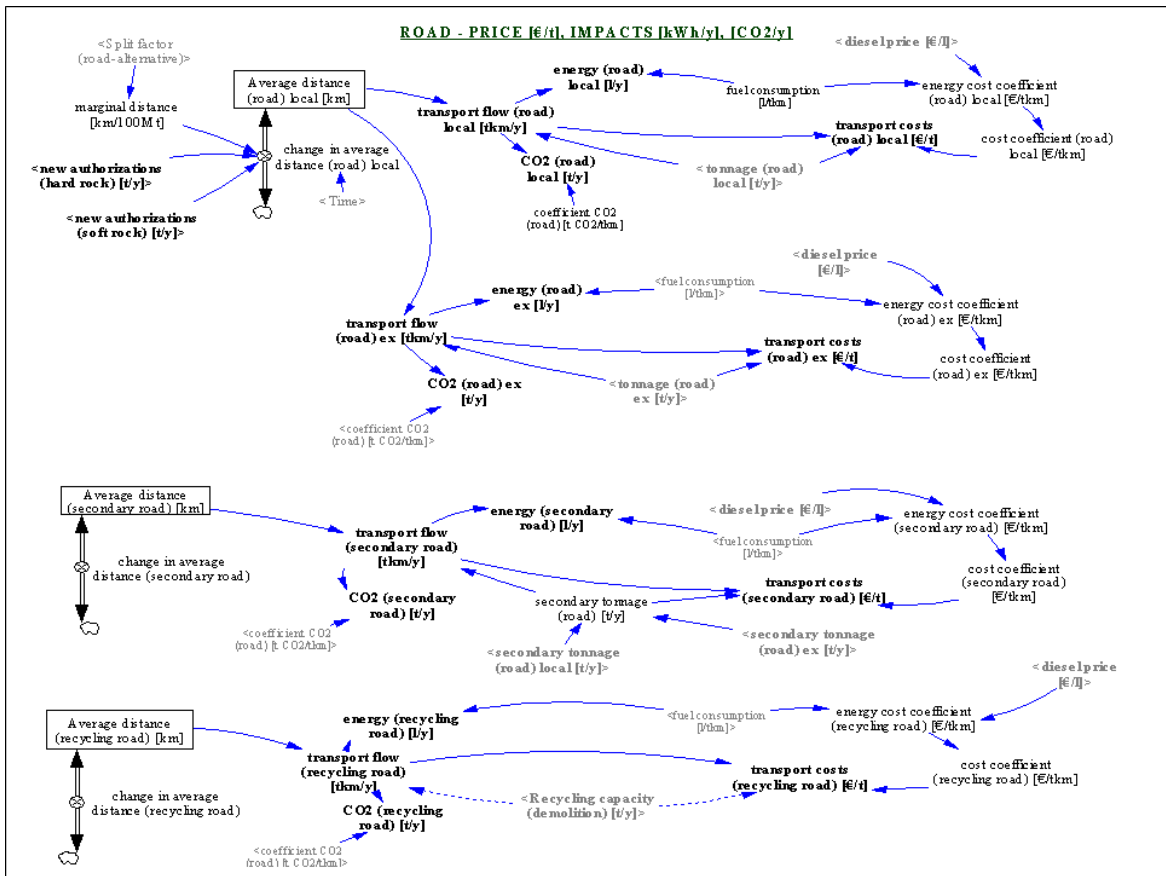 ROAD - PRICE [€/t], IMPACTS [kWh/y], [CO2/y]
<Split factor
(road-alternative)>
marginal distance
[km/100Mt]
<new authorizations
(hard rock) [t/y]>
<new authorizations
(soft rock) [t/y]>
Average distance
(road) local [km]
change in average
distance (road) local
<Time>
energy (road)
local [l/y]
transport flow (road)
local [tkm/y]
CO2 (road)
local [t/y]
coefficient CO2
(road) [t CO2/tkm]
fuel consumption
[l/tkm]
<tonnage (road)
local [t/y]>
transport costs
(road) local [€/t]
<diesel price [€/l]>
energy cost coefficient
(road) local [€/tkm]
cost coefficient (road)
local [€/tkm]
energy (road)
ex [l/y]
transport flow
(road) ex [tkm/y]
CO2 (road) ex
[t/y]
<coefficient CO2
(road) [t CO2/tkm]>
<fuel consumption
[l/tkm]>
<tonnage (road)
ex [t/y]>
transport costs
(road) ex [€/t]
<diesel price
[€/l]>
energy cost coefficient
(road) ex [€/tkm]
cost coefficient
(road) ex [€/tkm]
Average distance
(secondary road) [km]
change in average
distance (secondary road)
energy (secondary
road) [l/y]
transport flow
(secondary road)
[tkm/y]
CO2 (secondary
road) [t/y]
<coefficient CO2
(road) [t CO2/tkm]>
<diesel price [€/l]>
<fuel consumption
[l/tkm]>
secondary tonnage
(road) [t/y]
<secondary tonnage
(road) local [t/y]>
<secondary tonnage
(road) ex [t/y]>
transport costs
(secondary road) [€/t]
energy cost coefficient
(secondary road) [€/tkm]
cost coefficient
(secondary road)
[€/tkm]
Average distance
(recycling road) [km]
change in average
distance (recycling road)
energy (recycling
road) [l/y]
transport flow
(recycling road)
[tkm/y]
CO2 (recycling
road) [t/y]
<coefficient CO2
(road) [t CO2/tkm]>
<fuel consumption
[l/tkm]>
<Recycling capacity
(demolition) [t/y]>
transport costs
(recycling road) [€/t]
<diesel price
[€/l]>
energy cost coefficient
(recycling road) [€/tkm]
cost coefficient
(recycling road) [€/tkm]